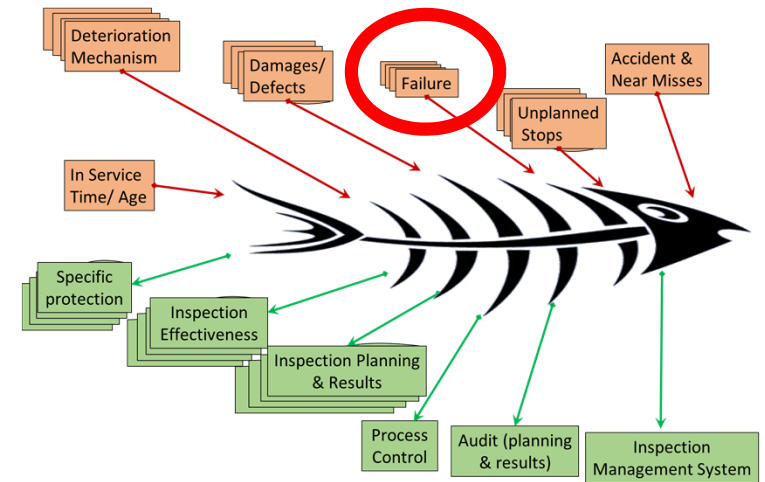 Deterioration
Mechanism
Damages/
Defects
Failure
Unplanned
Stops
Accident &
Near Misses
In Service
Time/ Age
Specific
protection
Inspection
Effectiveness
Inspection Planning
& Results
Process
Control
Audit (planning
& results)
Inspection
Management System